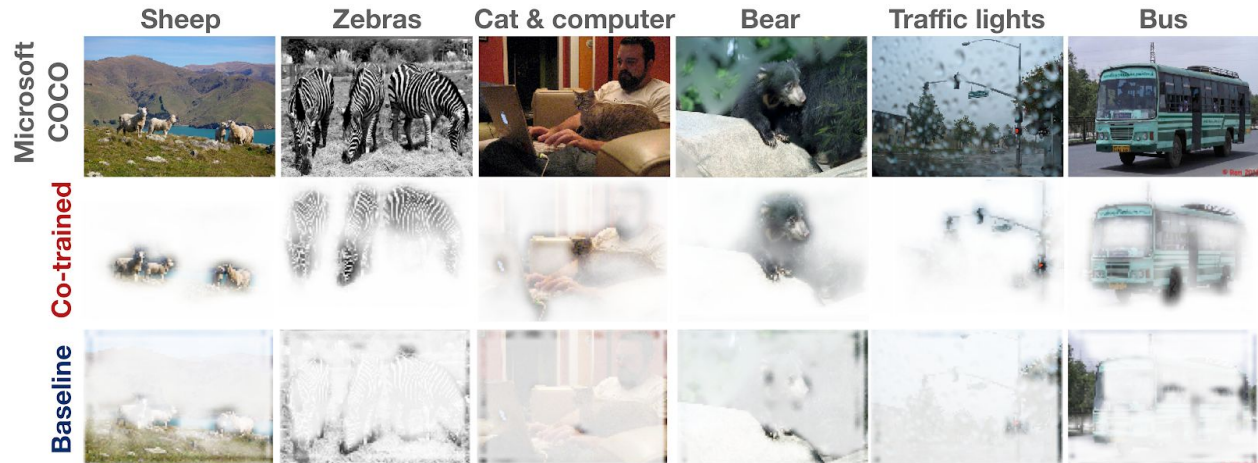 Sheep
Zebras
Cat & computer
Bear
Traffic lights
Bus
Microsoft
COCO
Co-trained
Baseline